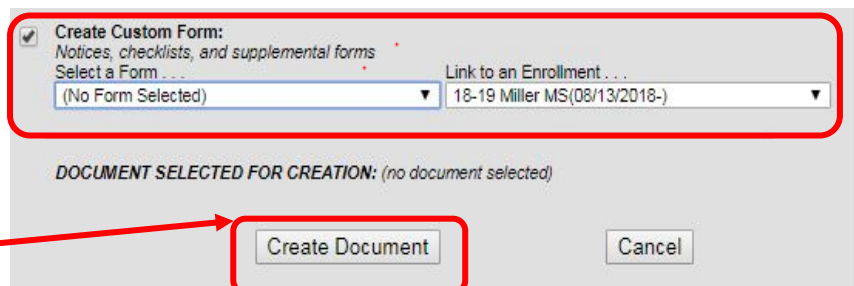 Create Custom Form:
Notices, checklists, and supplemental forms *
Select a Form . . . * Link to an Enrollment . . .
(No Form Selected) 18-19 Miller MS(08/13/2018-)
DOCUMENT SELECTED FOR CREATION: (no document selected)
Create Document Cancel